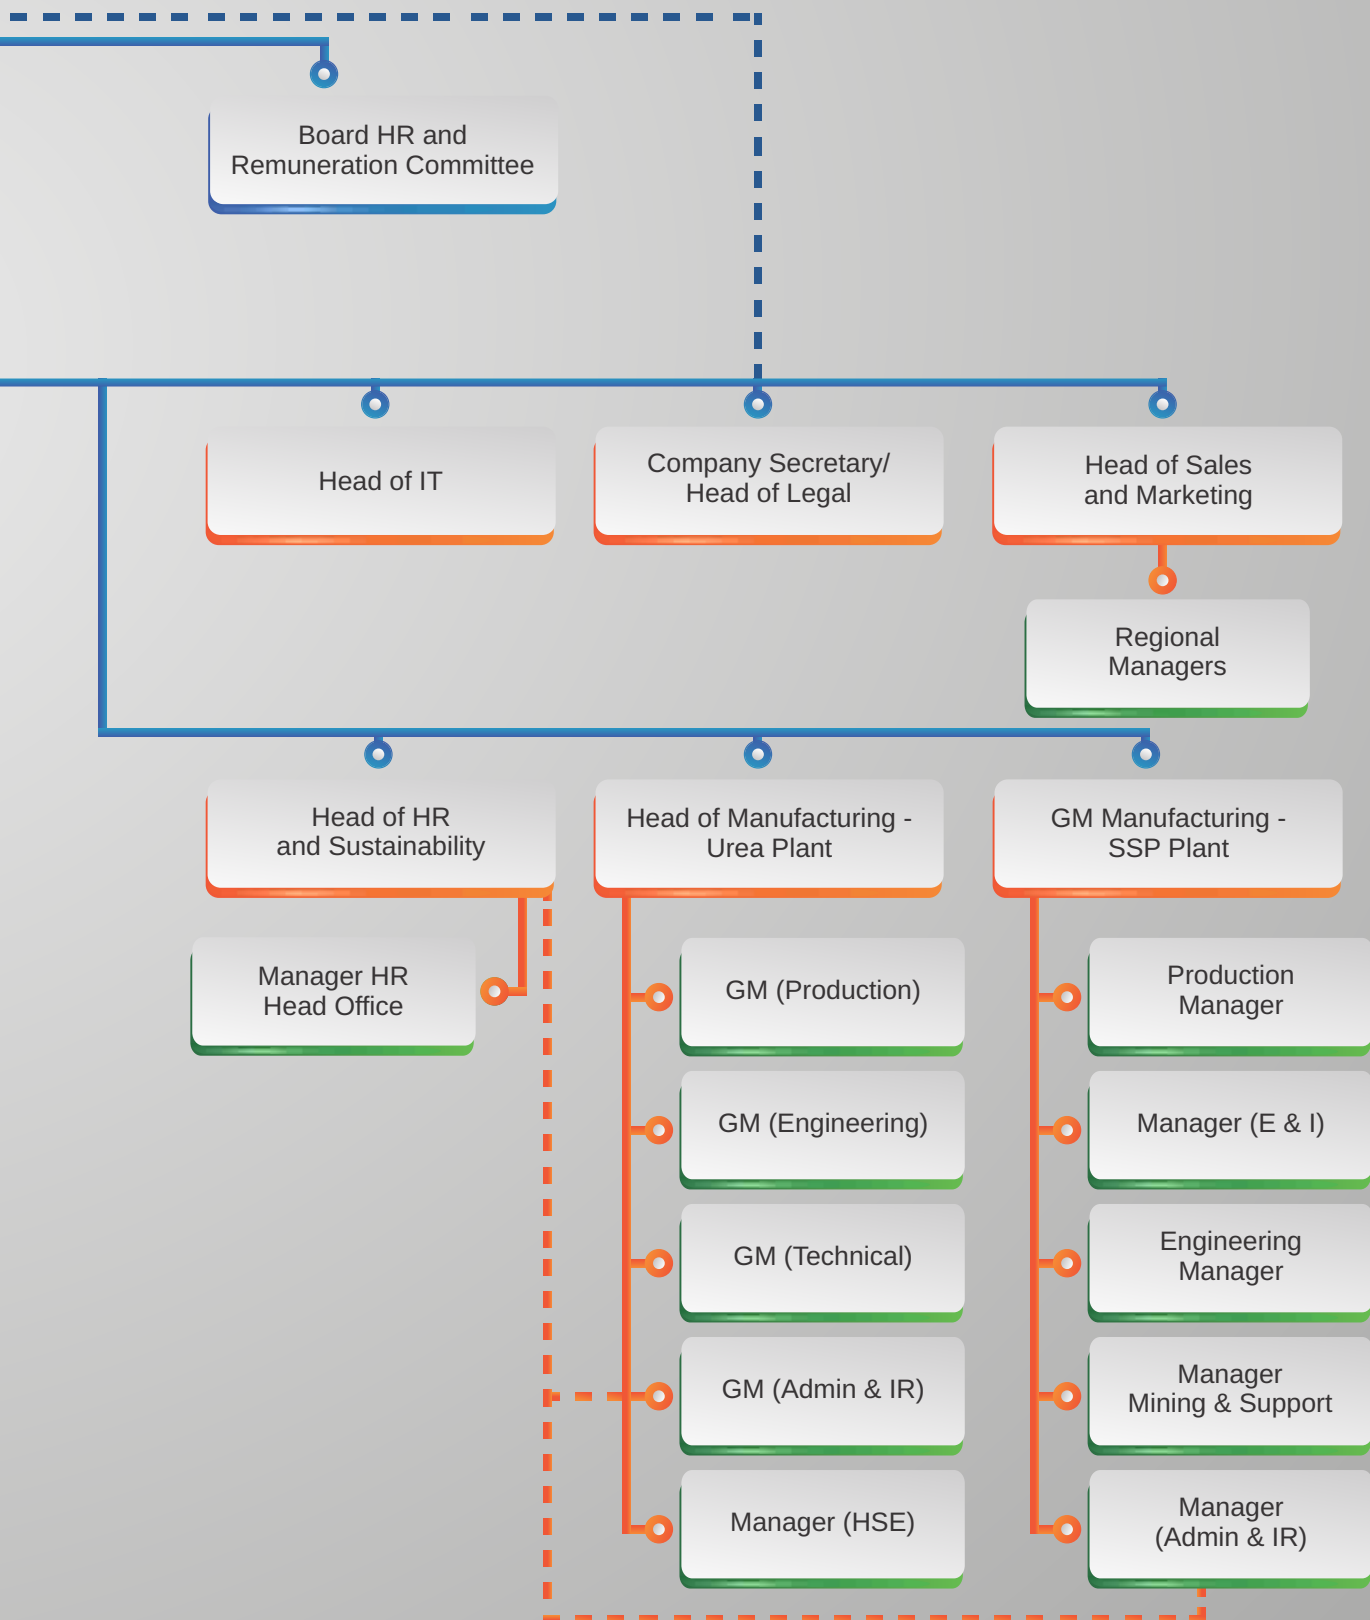 Board HR and
Remuneration Committee
Head of IT
Company Secretary/
Head of Legal
Head of Sales
and Marketing
Regional
Managers
Head of HR
and Sustainability
Head of Manufacturing -
Urea Plant
GM Manufacturing -
SSP Plant
Manager HR
Head Office
GM (Production)
GM (Engineering)
GM (Technical)
GM (Admin & IR)
Manager (HSE)
Production
Manager
Manager (E & I)
Engineering
Manager
Manager
Mining & Support
Manager
(Admin & IR)